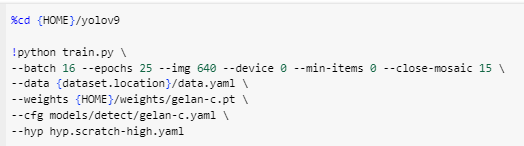 %cd {HOME}/yolov9
!python train.py \
--batch 16 --epochs 25 --img 640 --device 0 --min-items 0 --close-mosaic 15 \
--data {dataset.location}/data.yaml \
--weights {HOME}/weights/gelan-c.pt \
--cfg models/detect/gelan-c.yaml \
--hyp hyp.scratch-high.yaml